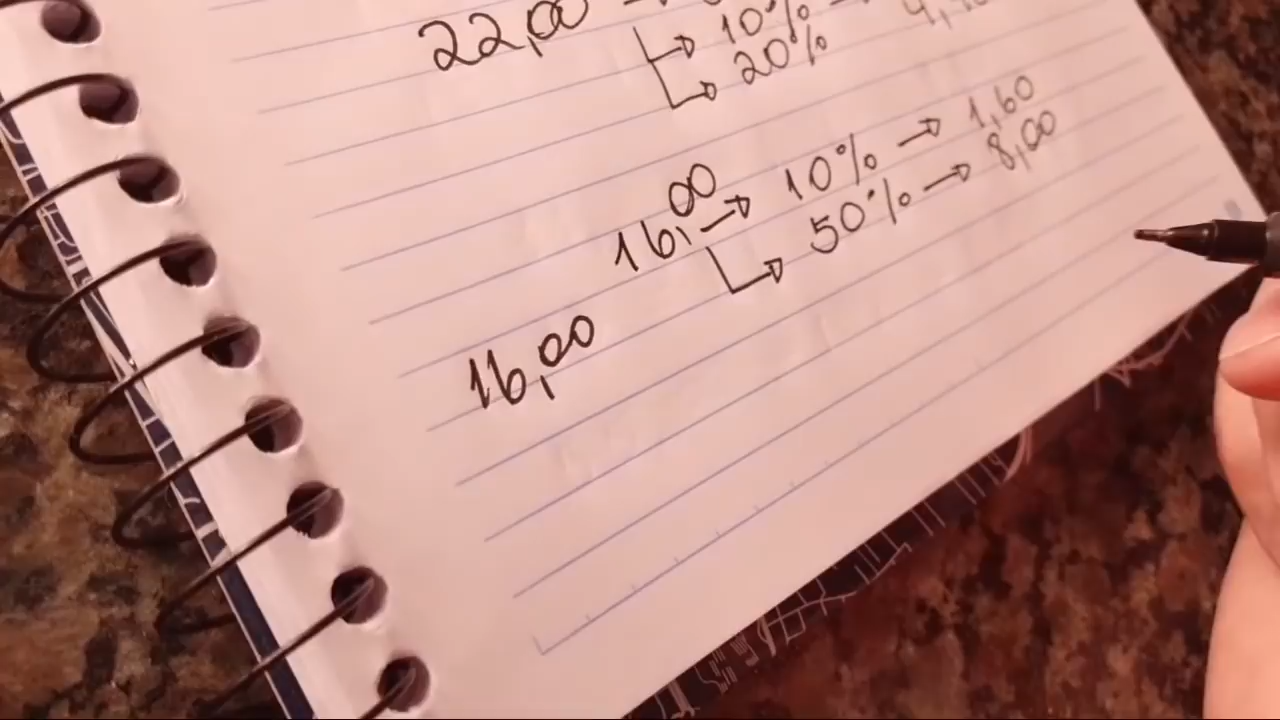 22,00 → 10%
20%
16,00 → 10% → 1,60
50% → 8,00
16,00